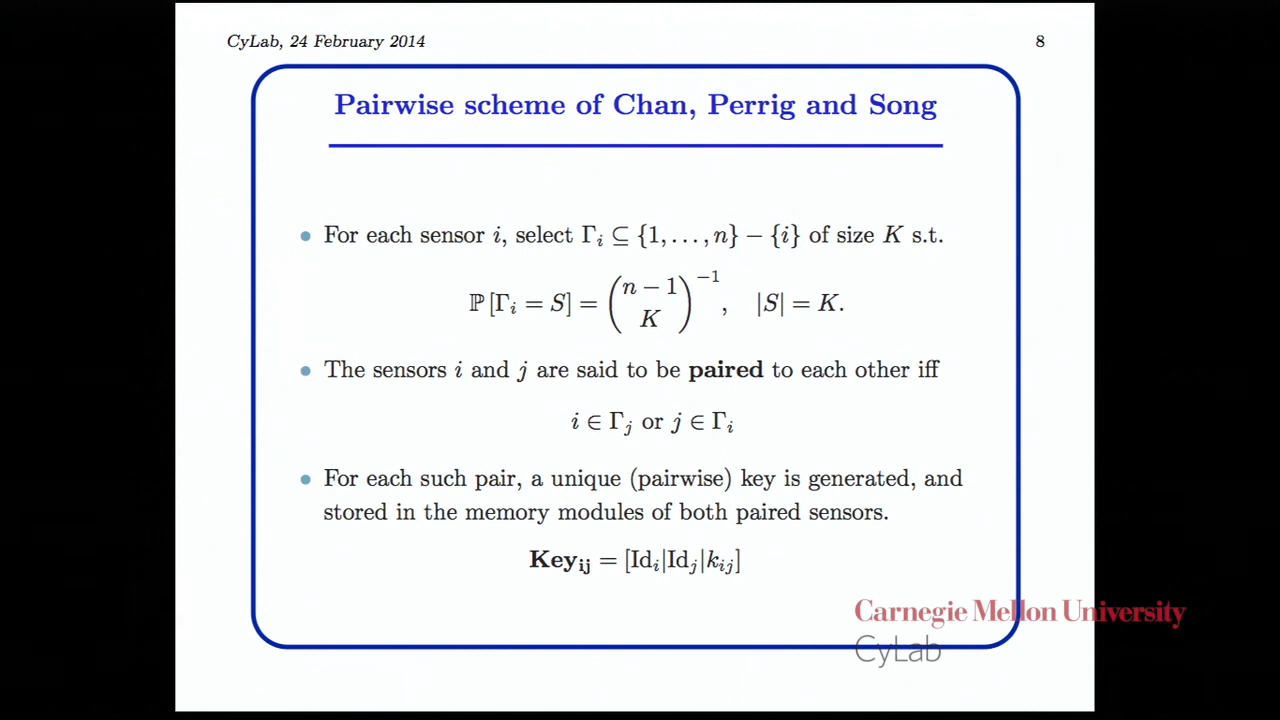 CyLab, 24 February 2014 8
Pairwise scheme of Chan, Perrig and Song
• For each sensor i, select Γ_i ⊆ {1, . . . , n} − {i} of size K s.t.
ℙ [Γ_i = S] = (n − 1 K)^{−1}, |S| = K.
• The sensors i and j are said to be paired to each other iff
i ∈ Γ_j or j ∈ Γ_i
• For each such pair, a unique (pairwise) key is generated, and
stored in the memory modules of both paired sensors.
Key_ij = [Id_i|Id_j|k_ij]
Carnegie Mellon University
CyLab